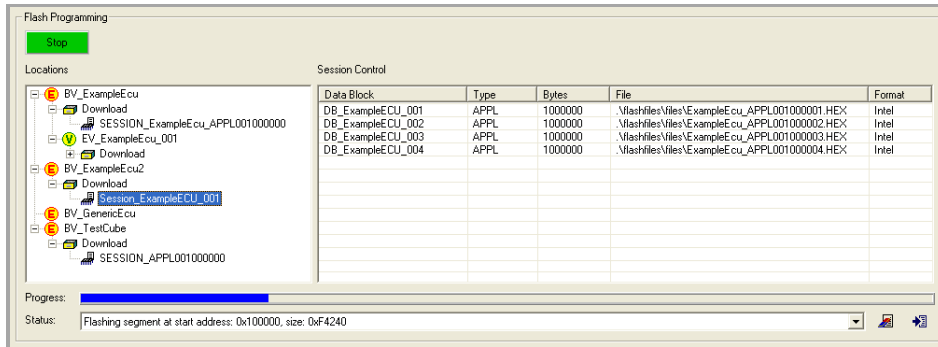 Flash Programming
Stop
Locations
Session Control
BV_ExampleEcu
Download
SESSION_ExampleEcu_APPL001000000
EV_ExampleEcu_001
Download
BV_ExampleEcu2
Download
Session_ExampleECU_001
BV_GenericEcu
BV_TestCube
Download
SESSION_APPL001000000
Data Block Type Bytes File Format
DB_ExampleECU_001 APPL 1000000 .\flashfiles\files\ExampleEcu_APPL001000001.HEX Intel
DB_ExampleECU_002 APPL 1000000 .\flashfiles\files\ExampleEcu_APPL001000002.HEX Intel
DB_ExampleECU_003 APPL 1000000 .\flashfiles\files\ExampleEcu_APPL001000003.HEX Intel
DB_ExampleECU_004 APPL 1000000 .\flashfiles\files\ExampleEcu_APPL001000004.HEX Intel
Progress:
Status: Flashing segment at start address: 0x100000, size: 0xF4240